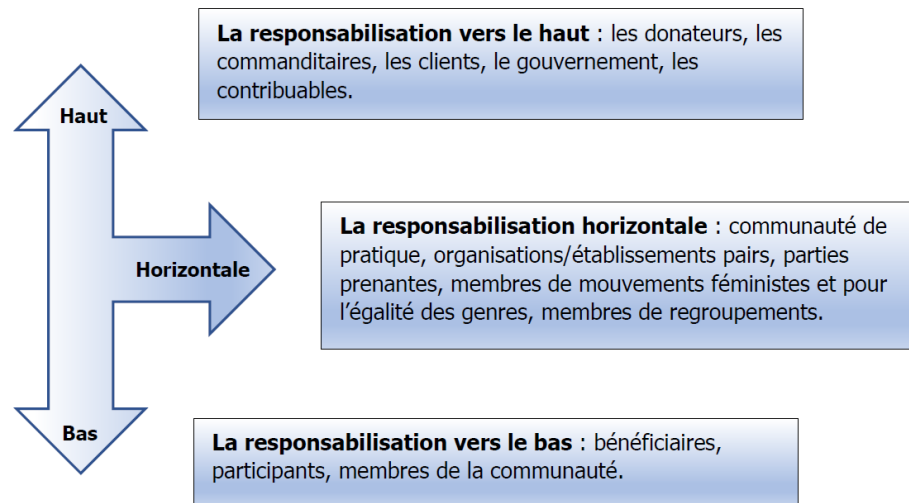 La responsabilisation vers le haut : les donateurs, les
commanditaires, les clients, le gouvernement, les
contribuables.
Haut
La responsabilisation horizontale : communauté de
pratique, organisations/établissements pairs, parties
prenantes, membres de mouvements féministes et pour
l’égalité des genres, membres de regroupements.
Horizontale
Bas
La responsabilisation vers le bas : bénéficiaires,
participants, membres de la communauté.